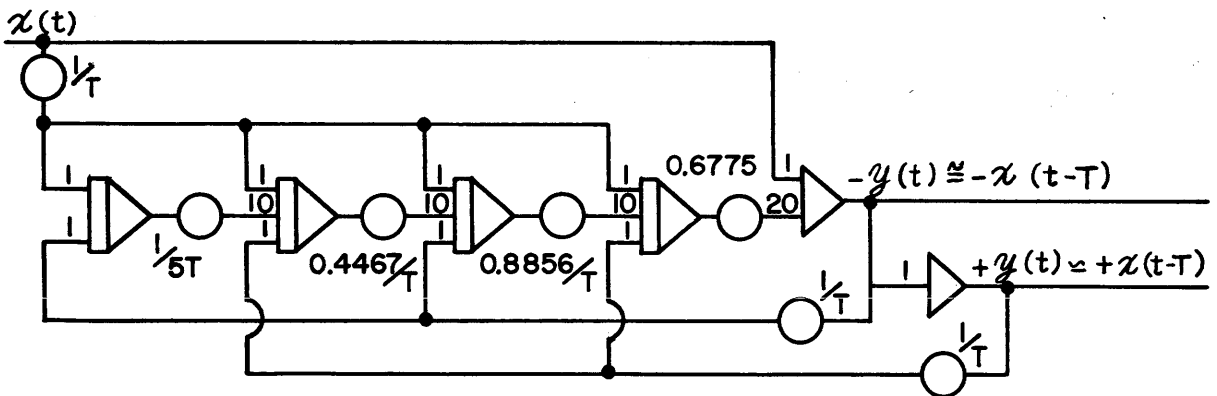 x(t)
1/T
1 1 1 1 0.6775 1
10 10 10 20
1 1 1 1
1/5T 0.4467/T 0.8856/T
-y(t) ≅ -x (t-T)
1 +y(t) ≃ +x(t-T)
1/T
1/T